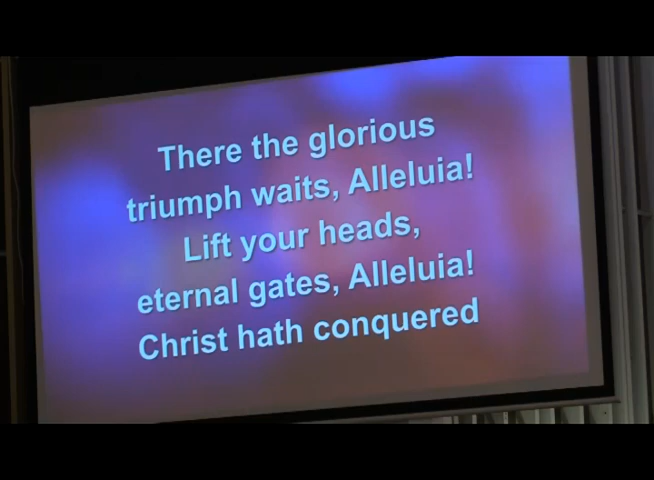 There the glorious
triumph waits, Alleluia!
Lift your heads,
eternal gates, Alleluia!
Christ hath conquered